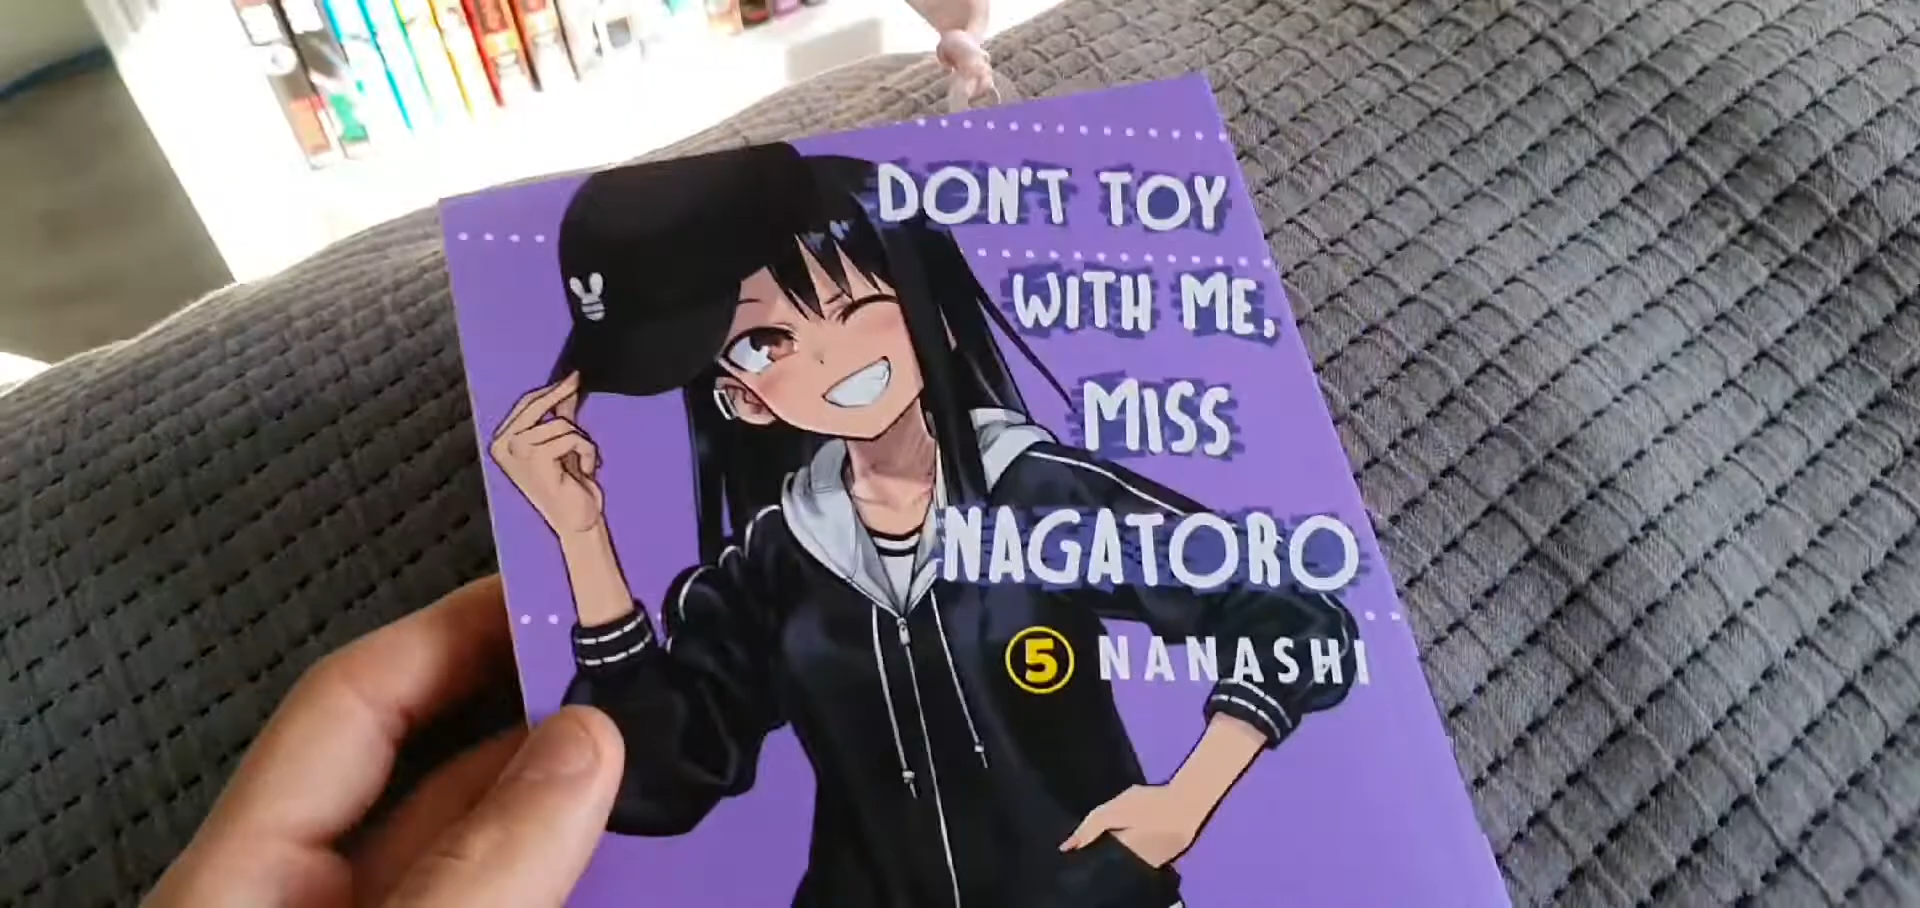 DON'T TOY
WITH ME,
MISS
NAGATORO
5 NANASHI